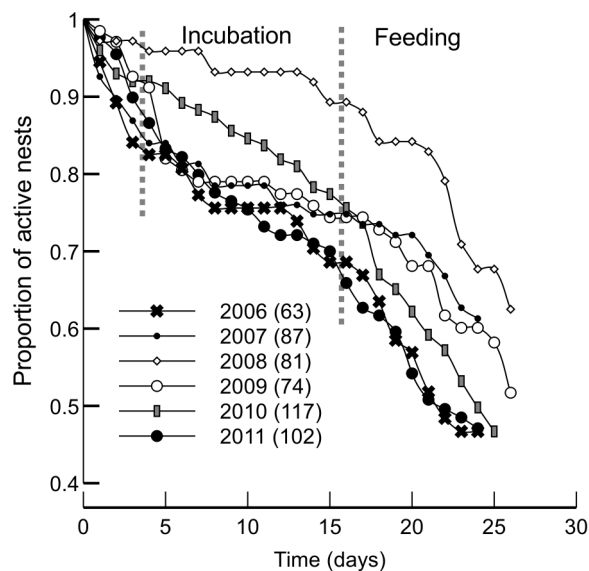 Incubation
Feeding
1
0.9
0.8
0.7
0.6
0.5
0.4
Proportion of active nests
2006 (63)
2007 (87)
2008 (81)
2009 (74)
2010 (117)
2011 (102)
0 5 10 15 20 25 30
Time (days)